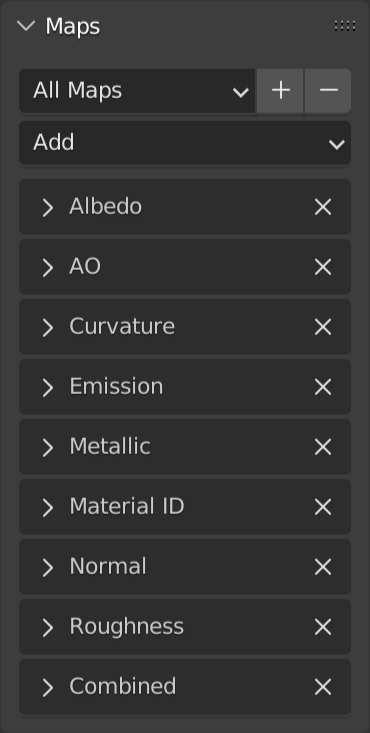 Maps
All Maps
Add
Albedo
AO
Curvature
Emission
Metallic
Material ID
Normal
Roughness
Combined